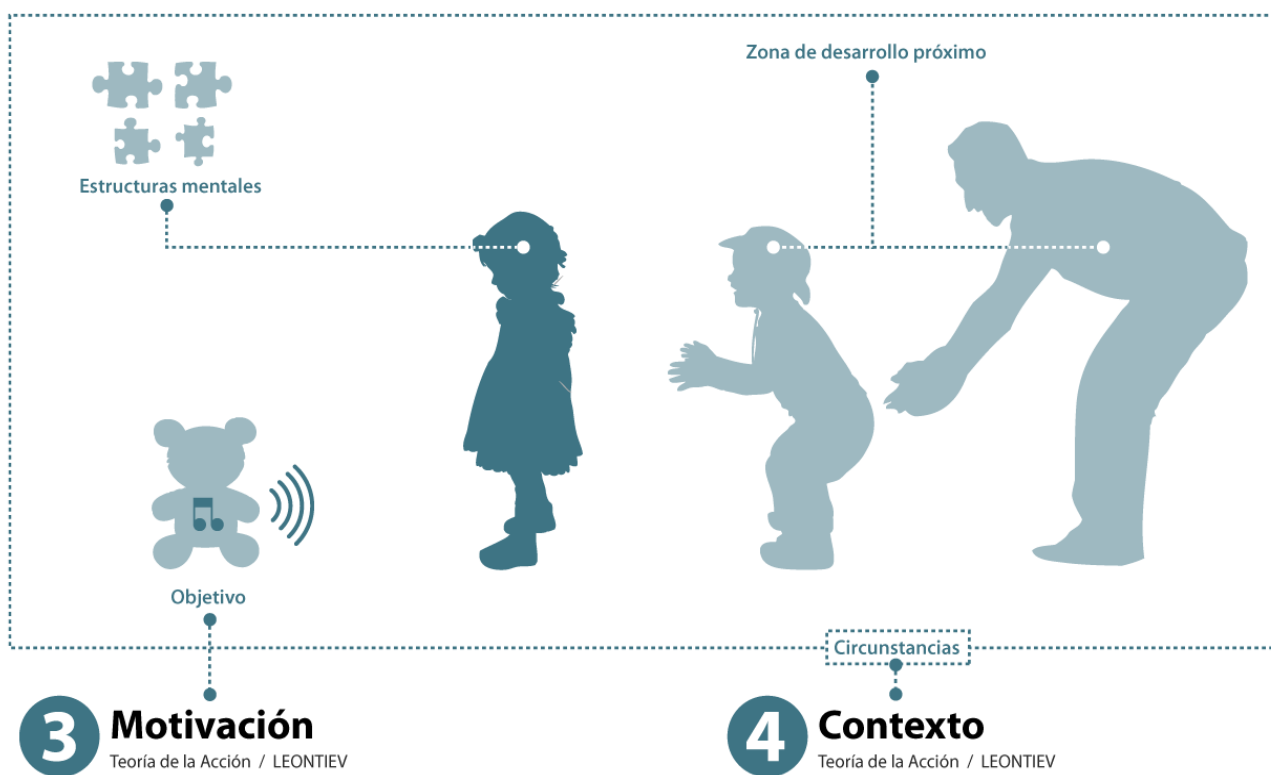 Zona de desarrollo próximo
Estructuras mentales
Objetivo
Circunstancias
3 Motivación
Teoría de la Acción / LEONTIEV
4 Contexto
Teoría de la Acción / LEONTIEV